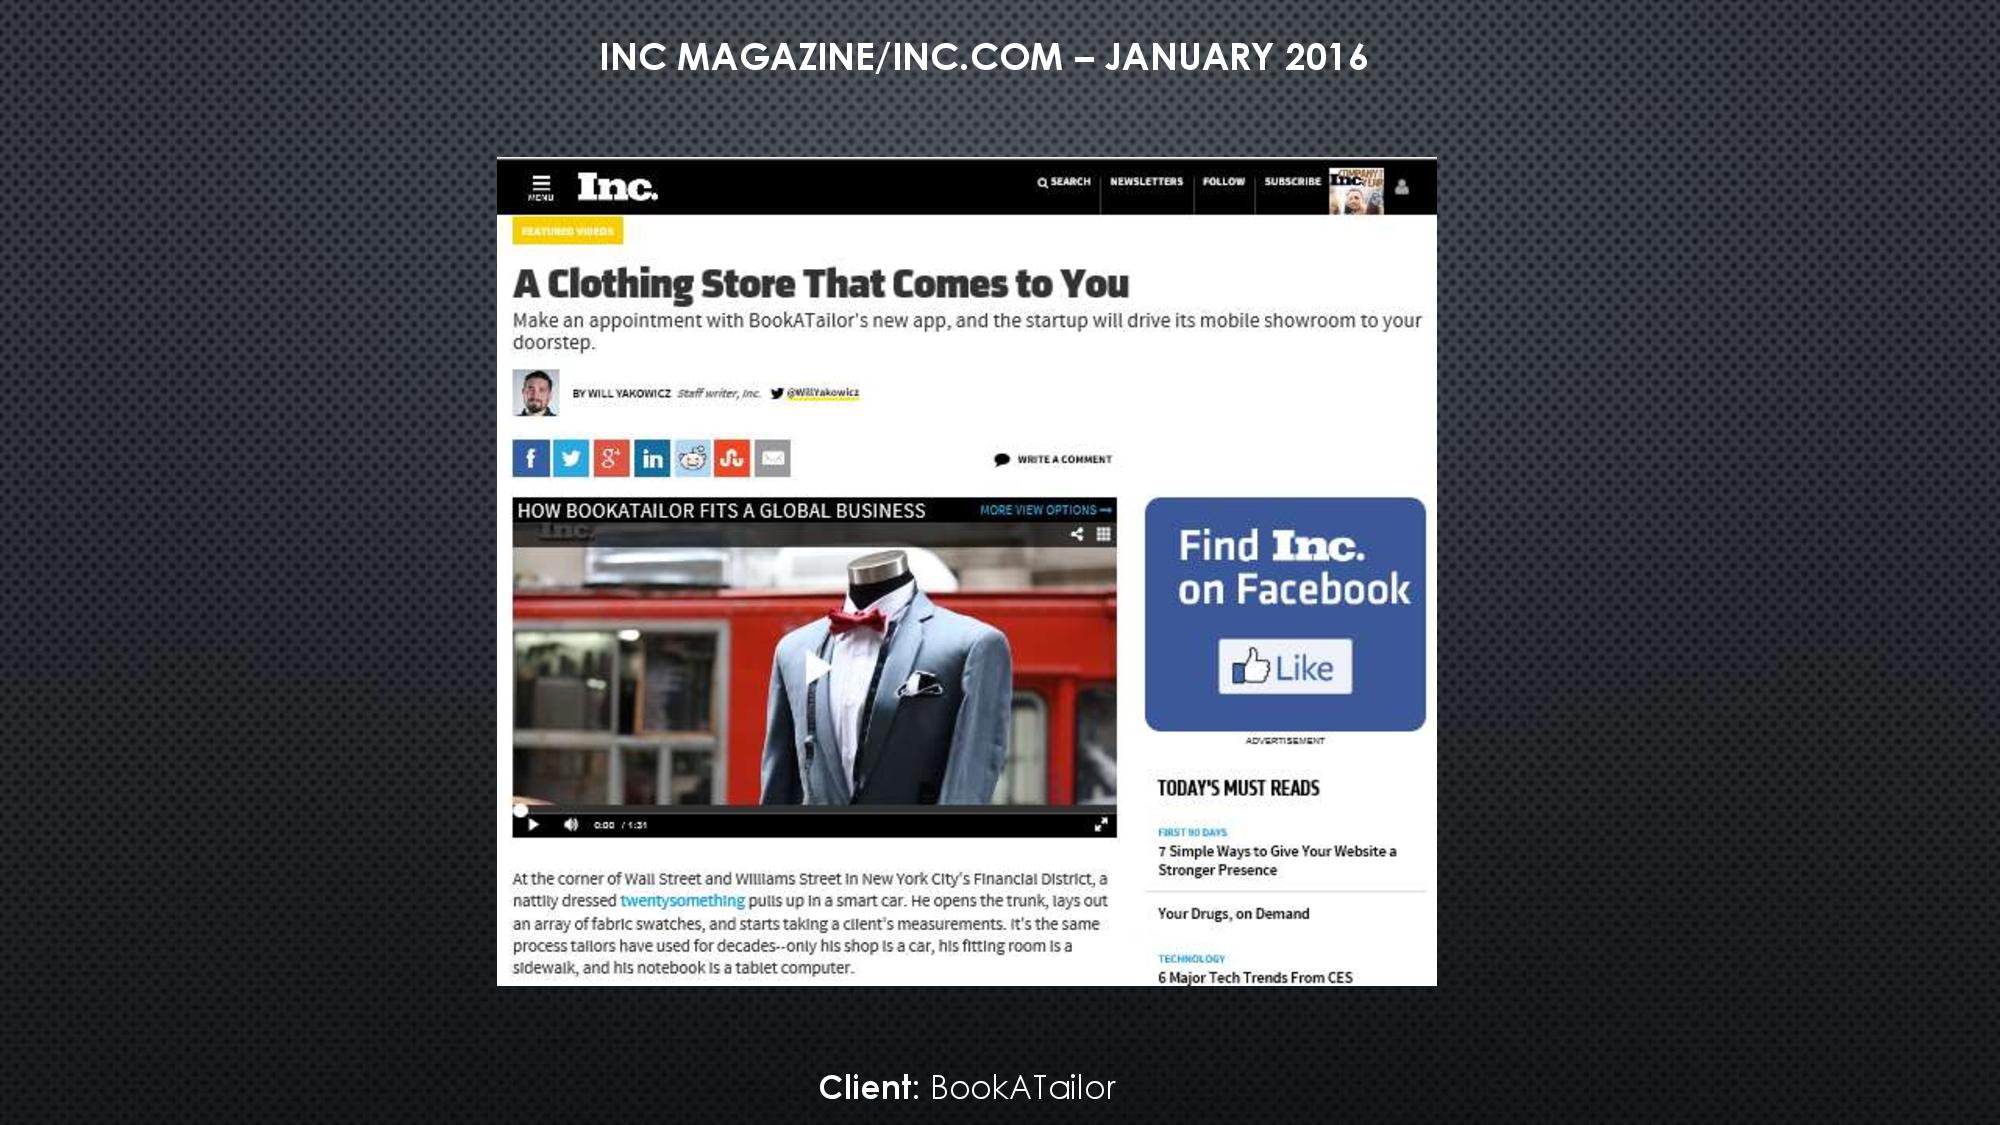 INC MAGAZINE/INC.COM – JANUARY 2016
MENU
Inc.
SEARCH
NEWSLETTERS
FOLLOW
SUBSCRIBE
Inc.
FEATURED VIDEOS
A Clothing Store That Comes to You
Make an appointment with BookATailor's new app, and the startup will drive its mobile showroom to your
doorstep.
BY WILL YAKOWICZ Staff writer, Inc. @WillYakowicz
f
g+
in
WRITE A COMMENT
HOW BOOKATAILOR FITS A GLOBAL BUSINESS
MORE VIEW OPTIONS
Inc.
0:00 / 1:31
Find Inc.
on Facebook
Like
ADVERTISEMENT
At the corner of Wall Street and Williams Street in New York City's Financial District, a
nattily dressed twentysomething pulls up in a smart car. He opens the trunk, lays out
an array of fabric swatches, and starts taking a client's measurements. It's the same
process tailors have used for decades--only his shop is a car, his fitting room is a
sidewalk, and his notebook is a tablet computer.
TODAY'S MUST READS
FIRST 90 DAYS
7 Simple Ways to Give Your Website a
Stronger Presence
Your Drugs, on Demand
TECHNOLOGY
6 Major Tech Trends From CES
Client: BookATailor